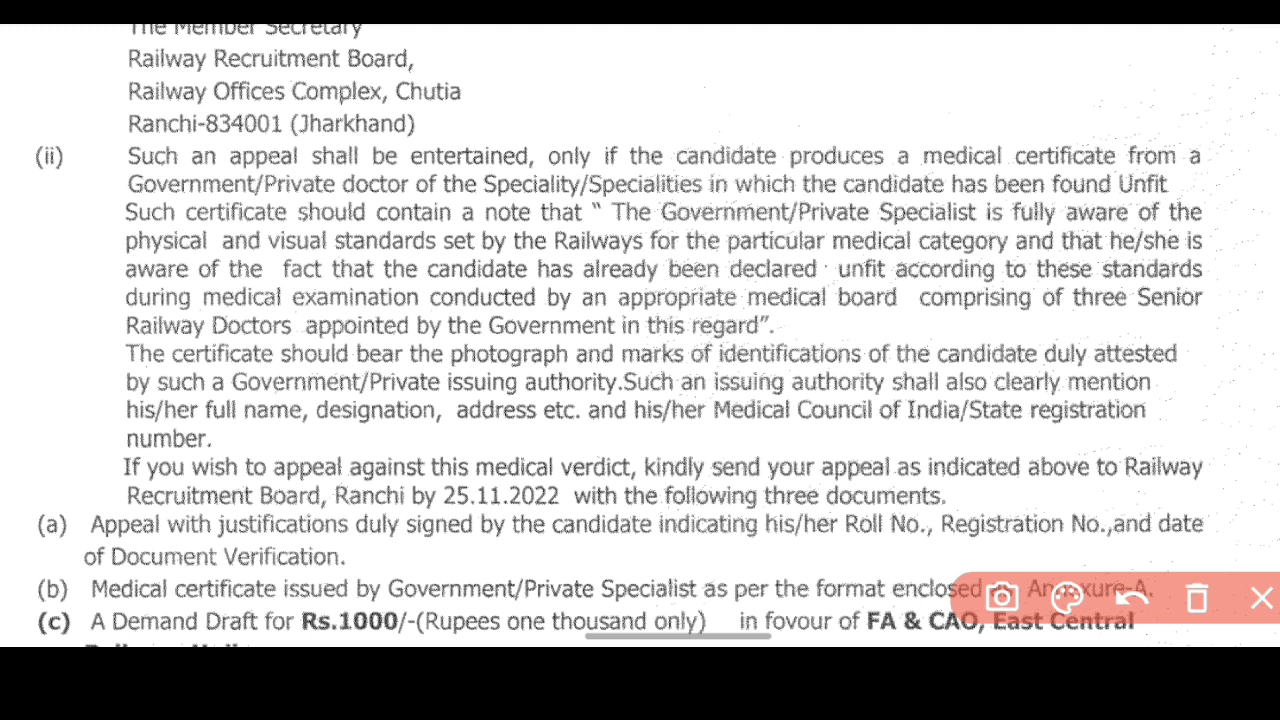 The Member Secretary
Railway Recruitment Board,
Railway Offices Complex, Chutia
Ranchi-834001 (Jharkhand)
(ii) Such an appeal shall be entertained, only if the candidate produces a medical certificate from a
Government/Private doctor of the Speciality/Specialities in which the candidate has been found Unfit
Such certificate should contain a note that “ The Government/Private Specialist is fully aware of the
physical and visual standards set by the Railways for the particular medical category and that he/she is
aware of the fact that the candidate has already been declared unfit according to these standards
during medical examination conducted by an appropriate medical board comprising of three Senior
Railway Doctors appointed by the Government in this regard”.
The certificate should bear the photograph and marks of identifications of the candidate duly attested
by such a Government/Private issuing authority.Such an issuing authority shall also clearly mention
his/her full name, designation, address etc. and his/her Medical Council of India/State registration
number.
If you wish to appeal against this medical verdict, kindly send your appeal as indicated above to Railway
Recruitment Board, Ranchi by 25.11.2022 with the following three documents.
(a) Appeal with justifications duly signed by the candidate indicating his/her Roll No., Registration No.,and date
of Document Verification.
(b) Medical certificate issued by Government/Private Specialist as per the format enclosed Annexure-A.
(c) A Demand Draft for Rs.1000/-(Rupees one thousand only) in fovour of FA & CAO, East Central